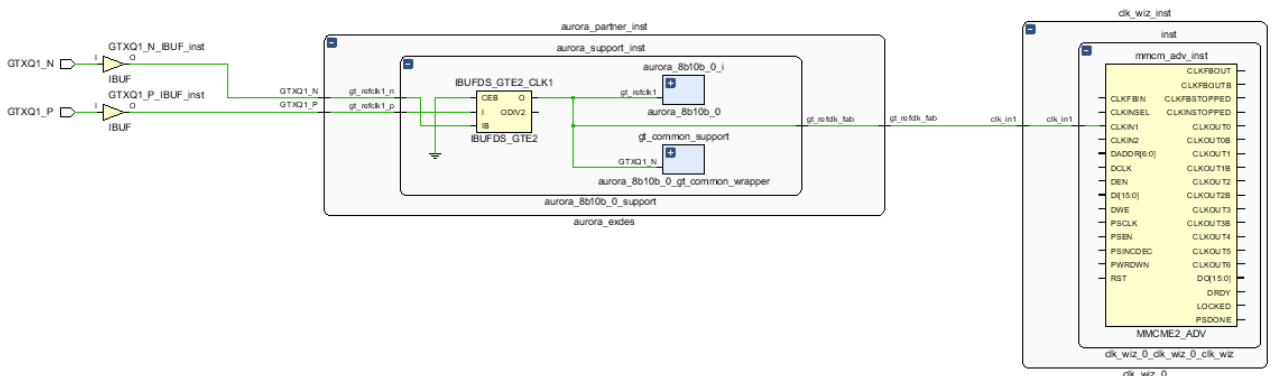 aurora_partner_inst
clk_wiz_inst
GTXQ1_N_IBUF_inst
aurora_support_inst
inst
GTXQ1_N
I
O
IBUF
IBUFDS_GTE2_CLK1
aurora_8b10b_0_i
mmcm_adv_inst
GTXQ1_P_IBUF_inst
GTXQ1_N
gt_refclk1_n
CEB
O
gt_refclk1
aurora_8b10b_0
GTXQ1_P
I
O
IBUF
GTXQ1_P
gt_refclk1_p
I
ODIV2
IB
IBUFDS_GTE2
gt_refclk_fab
gt_refclk_fab
clk_in1
clk_in1
gt_common_support
GTXQ1_N
aurora_8b10b_0_gt_common_wrapper
aurora_8b10b_0_support
aurora_exdes
CLKFBOUT
CLKFBOUTB
CLKFBIN
CLKFBSTOPPED
CLKINSEL
CLKINSTOPPED
CLKIN1
CLKOUT0
CLKIN2
CLKOUT0B
DADDR[6:0]
CLKOUT1
DCLK
CLKOUT1B
DEN
CLKOUT2
DI[15:0]
CLKOUT2B
DWE
CLKOUT3
PSCLK
CLKOUT3B
PSEN
CLKOUT4
PSINCDEC
CLKOUT5
PWRDWN
CLKOUT6
RST
DO[15:0]
DRDY
LOCKED
PSDONE
MMCME2_ADV
clk_wiz_0_clk_wiz_0_clk_wiz
clk_wiz_0